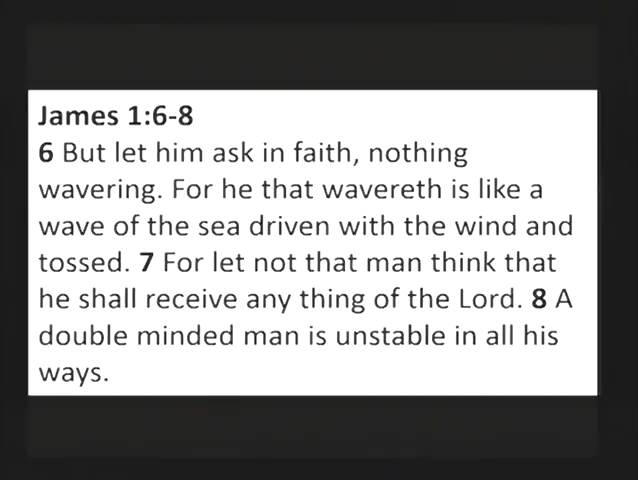 James 1:6-8
6 But let him ask in faith, nothing
wavering. For he that wavereth is like a
wave of the sea driven with the wind and
tossed. 7 For let not that man think that
he shall receive any thing of the Lord. 8 A
double minded man is unstable in all his
ways.